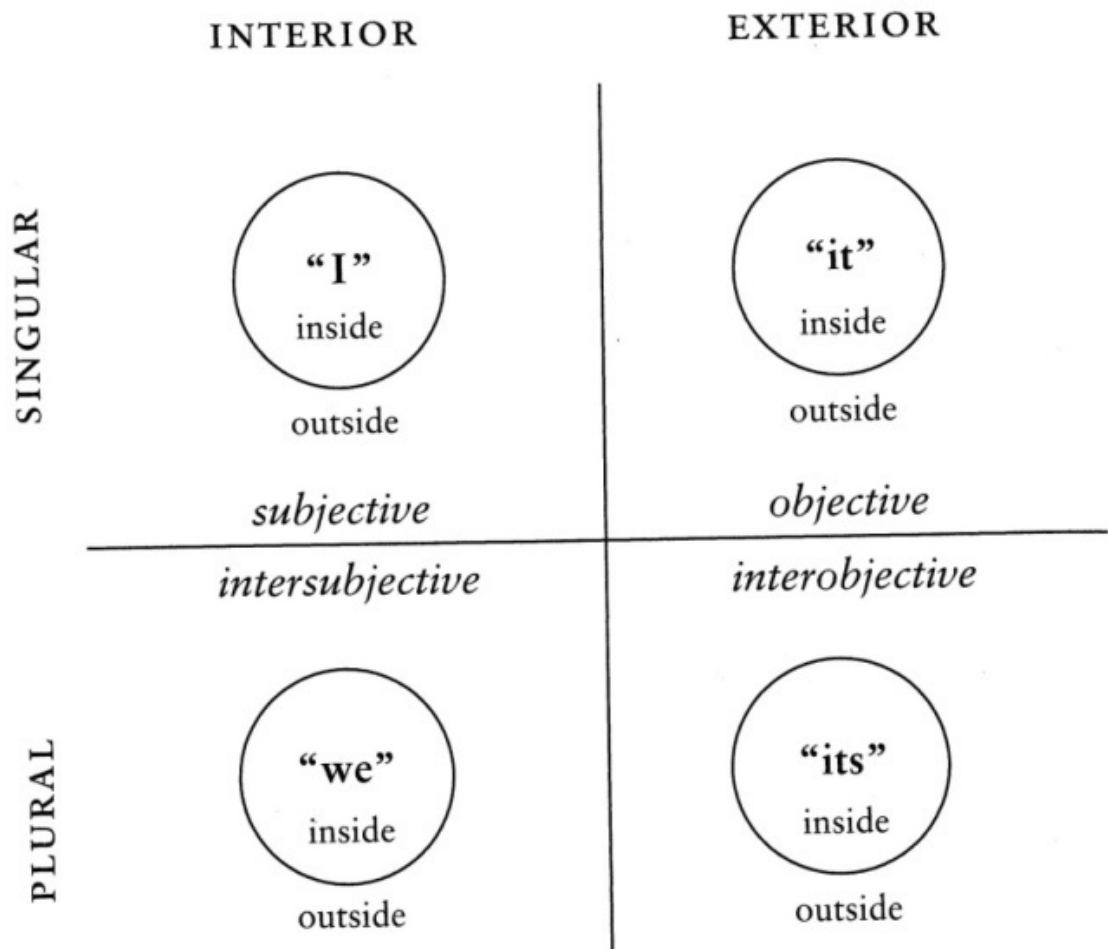 INTERIOR
EXTERIOR
SINGULAR
“I”
inside
outside
subjective
“it”
inside
outside
objective
PLURAL
intersubjective
“we”
inside
outside
interobjective
“its”
inside
outside